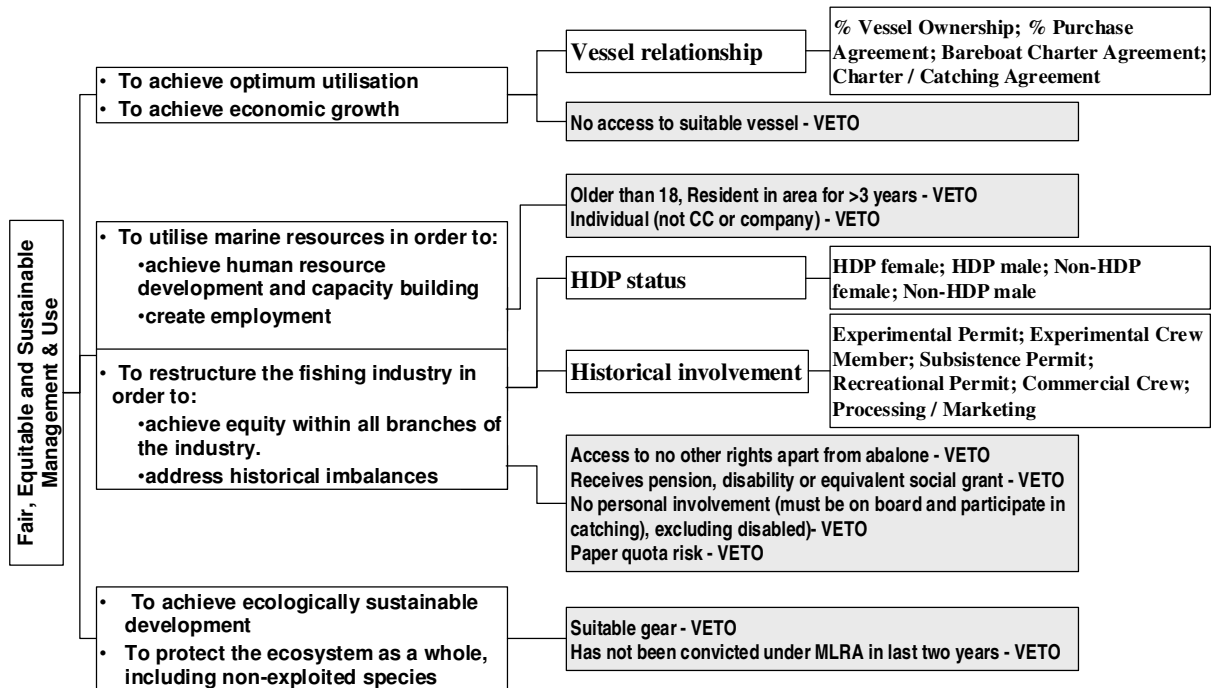 Fair, Equitable and Sustainable
Management & Use
• To achieve optimum utilisation
• To achieve economic growth
Vessel relationship
% Vessel Ownership; % Purchase
Agreement; Bareboat Charter Agreement;
Charter / Catching Agreement
No access to suitable vessel - VETO
• To utilise marine resources in order to:
•achieve human resource
development and capacity building
•create employment
• To restructure the fishing industry in
order to:
•achieve equity within all branches of
the industry.
•address historical imbalances
Older than 18, Resident in area for >3 years - VETO
Individual (not CC or company) - VETO
HDP status
HDP female; HDP male; Non-HDP
female; Non-HDP male
Historical involvement
Experimental Permit; Experimental Crew
Member; Subsistence Permit;
Recreational Permit; Commercial Crew;
Processing / Marketing
Access to no other rights apart from abalone - VETO
Receives pension, disability or equivalent social grant - VETO
No personal involvement (must be on board and participate in
catching), excluding disabled)- VETO
Paper quota risk - VETO
• To achieve ecologically sustainable
development
• To protect the ecosystem as a whole,
including non-exploited species
Suitable gear - VETO
Has not been convicted under MLRA in last two years - VETO